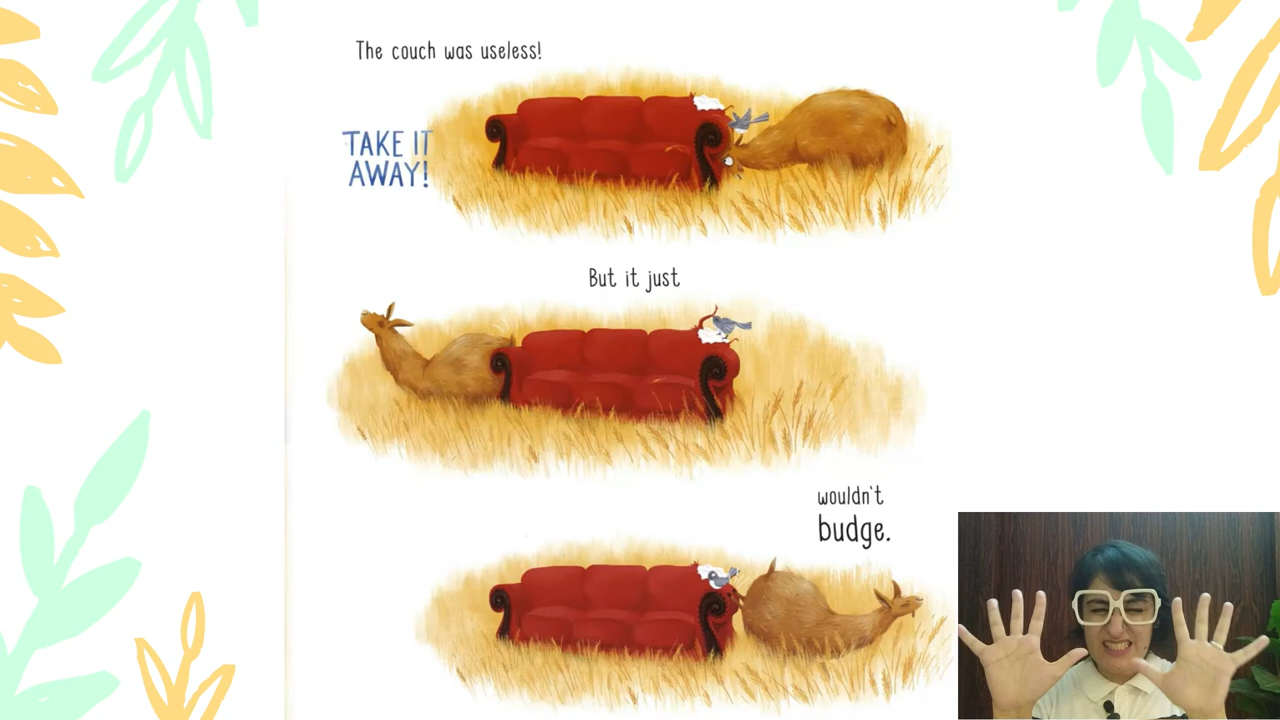 The couch was useless!
TAKE IT
AWAY!
But it just
wouldn't
budge.